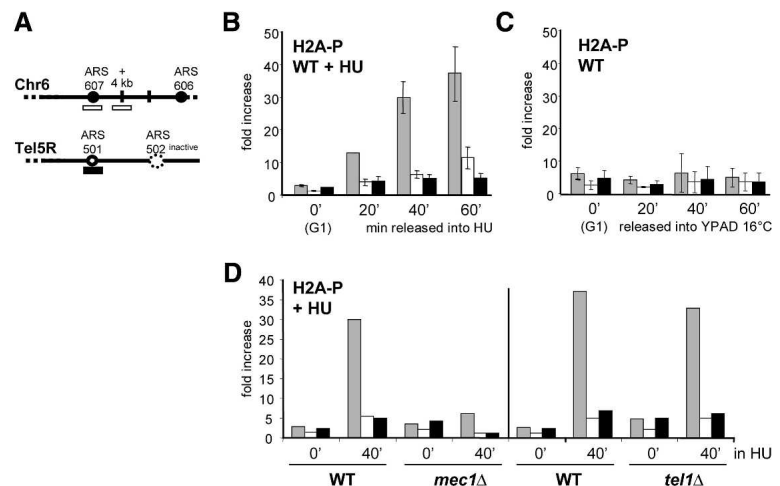 A
ARS 607
+ 4 kb
ARS 606
Chr6
Tel5R
ARS 501
ARS 502 inactive
B
H2A-P
WT + HU
fold increase
50
40
30
20
10
0
0' 20' 40' 60'
(G1) min released into HU
C
H2A-P
WT
fold increase
50
40
30
20
10
0
0' 20' 40' 60'
(G1) released into YPAD 16°C
D
H2A-P
+ HU
fold increase
40
35
30
25
20
15
10
5
0
0' 40' 0' 40' 0' 40' 0' 40' in HU
WT mec1Δ WT tel1Δ